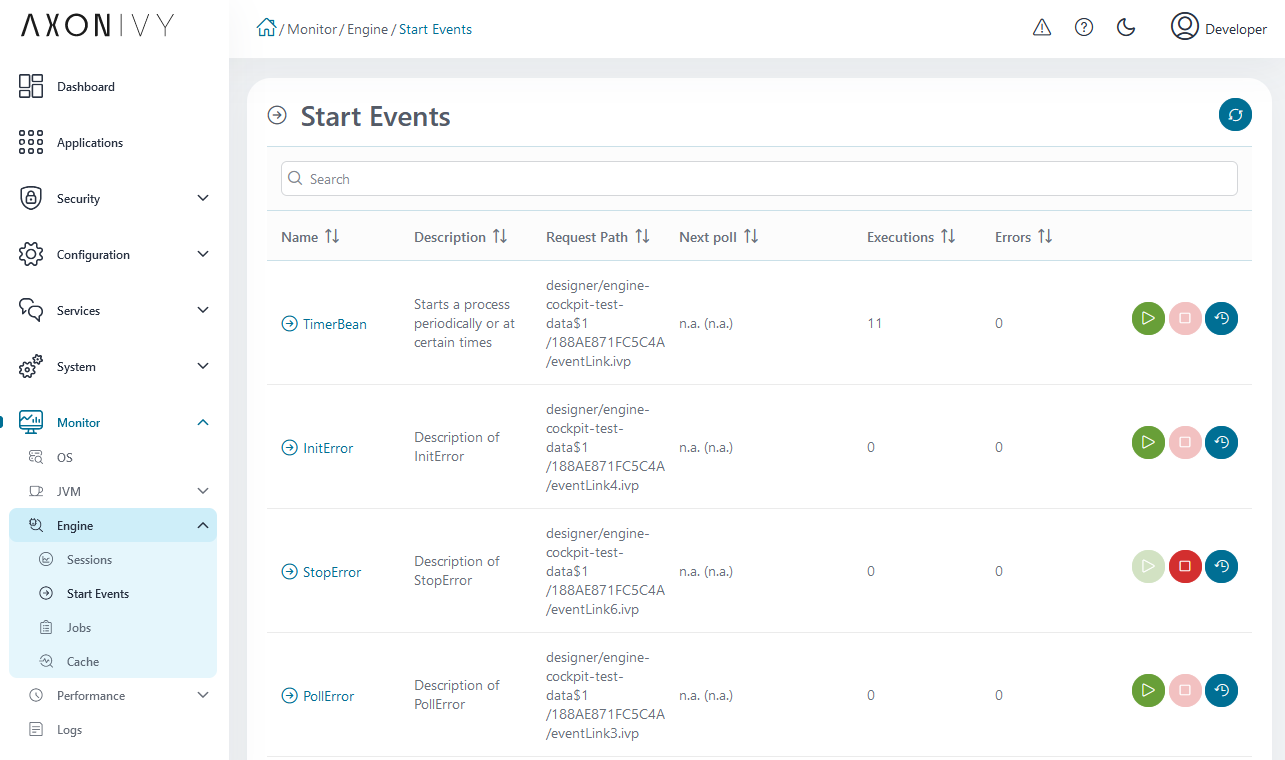 AXONIVY
/ Monitor / Engine / Start Events
Developer
Dashboard
Applications
Security
Configuration
Services
System
Monitor
OS
JVM
Engine
Sessions
Start Events
Jobs
Cache
Performance
Logs
Start Events
Search
Name Description Request Path Next poll Executions Errors
TimerBean
Starts a process
periodically or at
certain times
designer/engine-
cockpit-test-
data$1
/188AE871FC5C4A
/eventLink.ivp
n.a. (n.a.)
11
0
InitError
Description of
InitError
designer/engine-
cockpit-test-
data$1
/188AE871FC5C4A
/eventLink4.ivp
n.a. (n.a.)
0
0
StopError
Description of
StopError
designer/engine-
cockpit-test-
data$1
/188AE871FC5C4A
/eventLink6.ivp
n.a. (n.a.)
0
0
PollError
Description of
PollError
designer/engine-
cockpit-test-
data$1
/188AE871FC5C4A
/eventLink3.ivp
n.a. (n.a.)
0
0